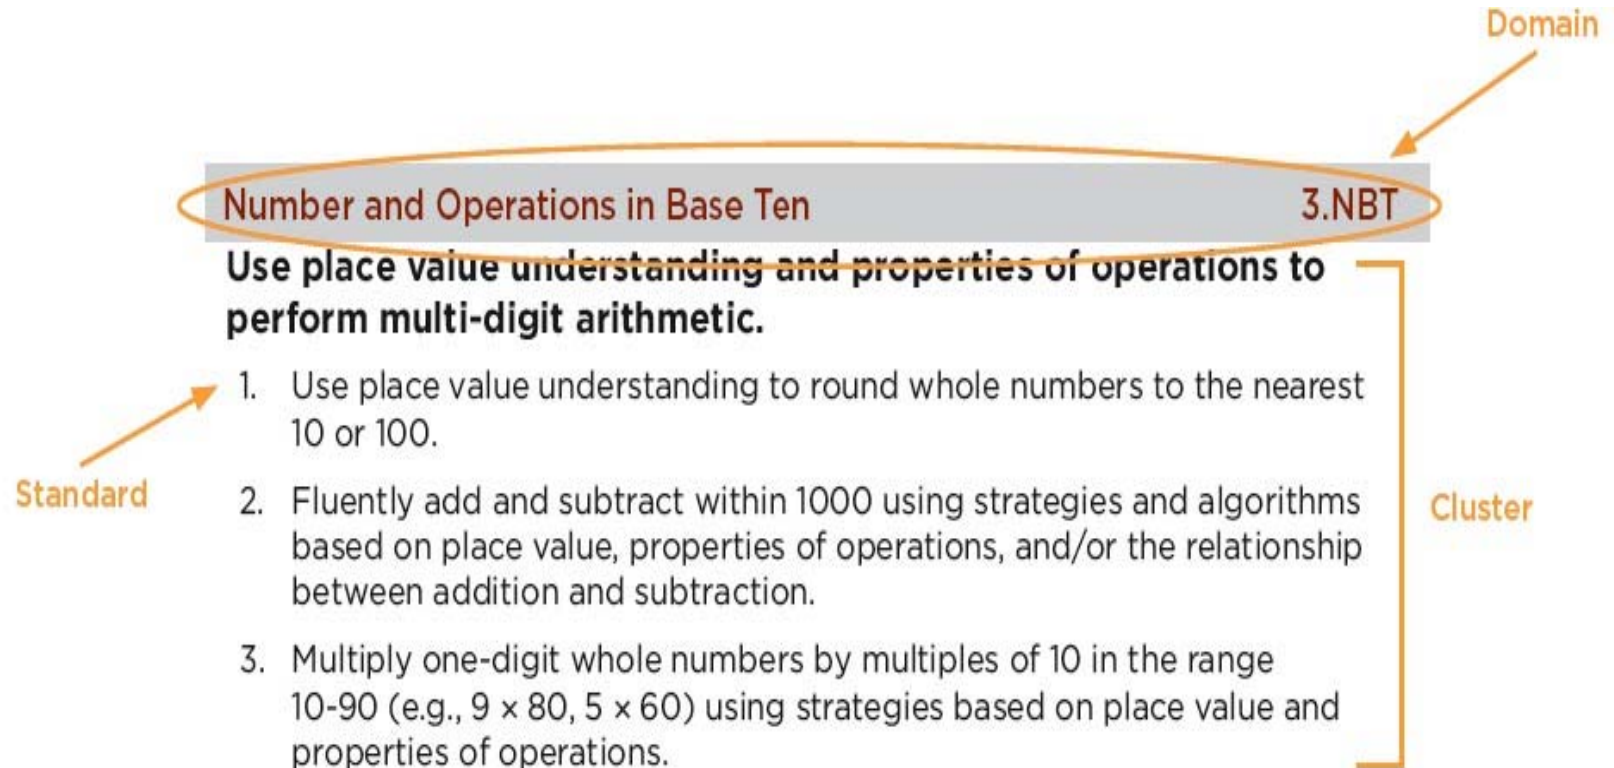 Domain
Number and Operations in Base Ten 3.NBT
Use place value understanding and properties of operations to
perform multi-digit arithmetic.
1. Use place value understanding to round whole numbers to the nearest
10 or 100.
Standard
2. Fluently add and subtract within 1000 using strategies and algorithms
based on place value, properties of operations, and/or the relationship
between addition and subtraction.
Cluster
3. Multiply one-digit whole numbers by multiples of 10 in the range
10-90 (e.g., 9 × 80, 5 × 60) using strategies based on place value and
properties of operations.